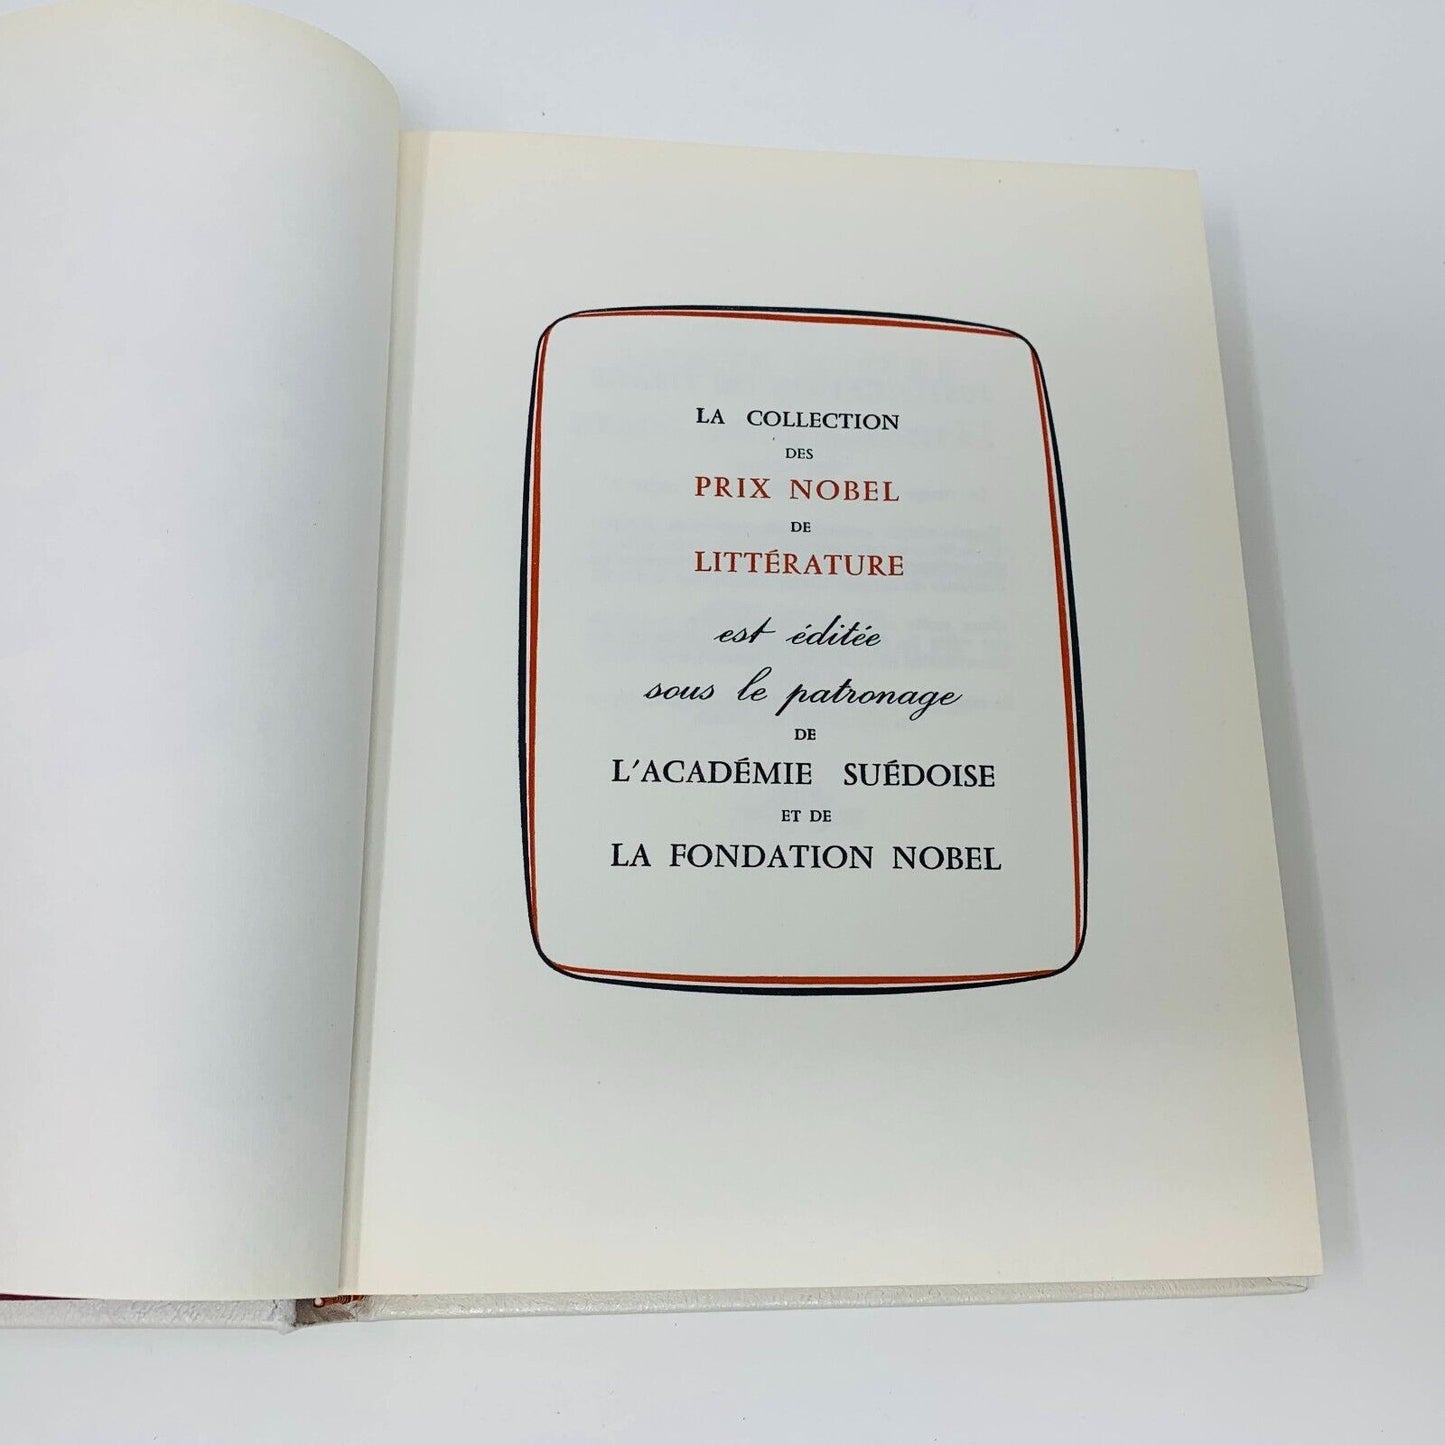 LA COLLECTION
DES
PRIX NOBEL
DE
LITTÉRATURE
est éditée
sous le patronage
DE
L'ACADÉMIE SUÉDOISE
ET DE
LA FONDATION NOBEL